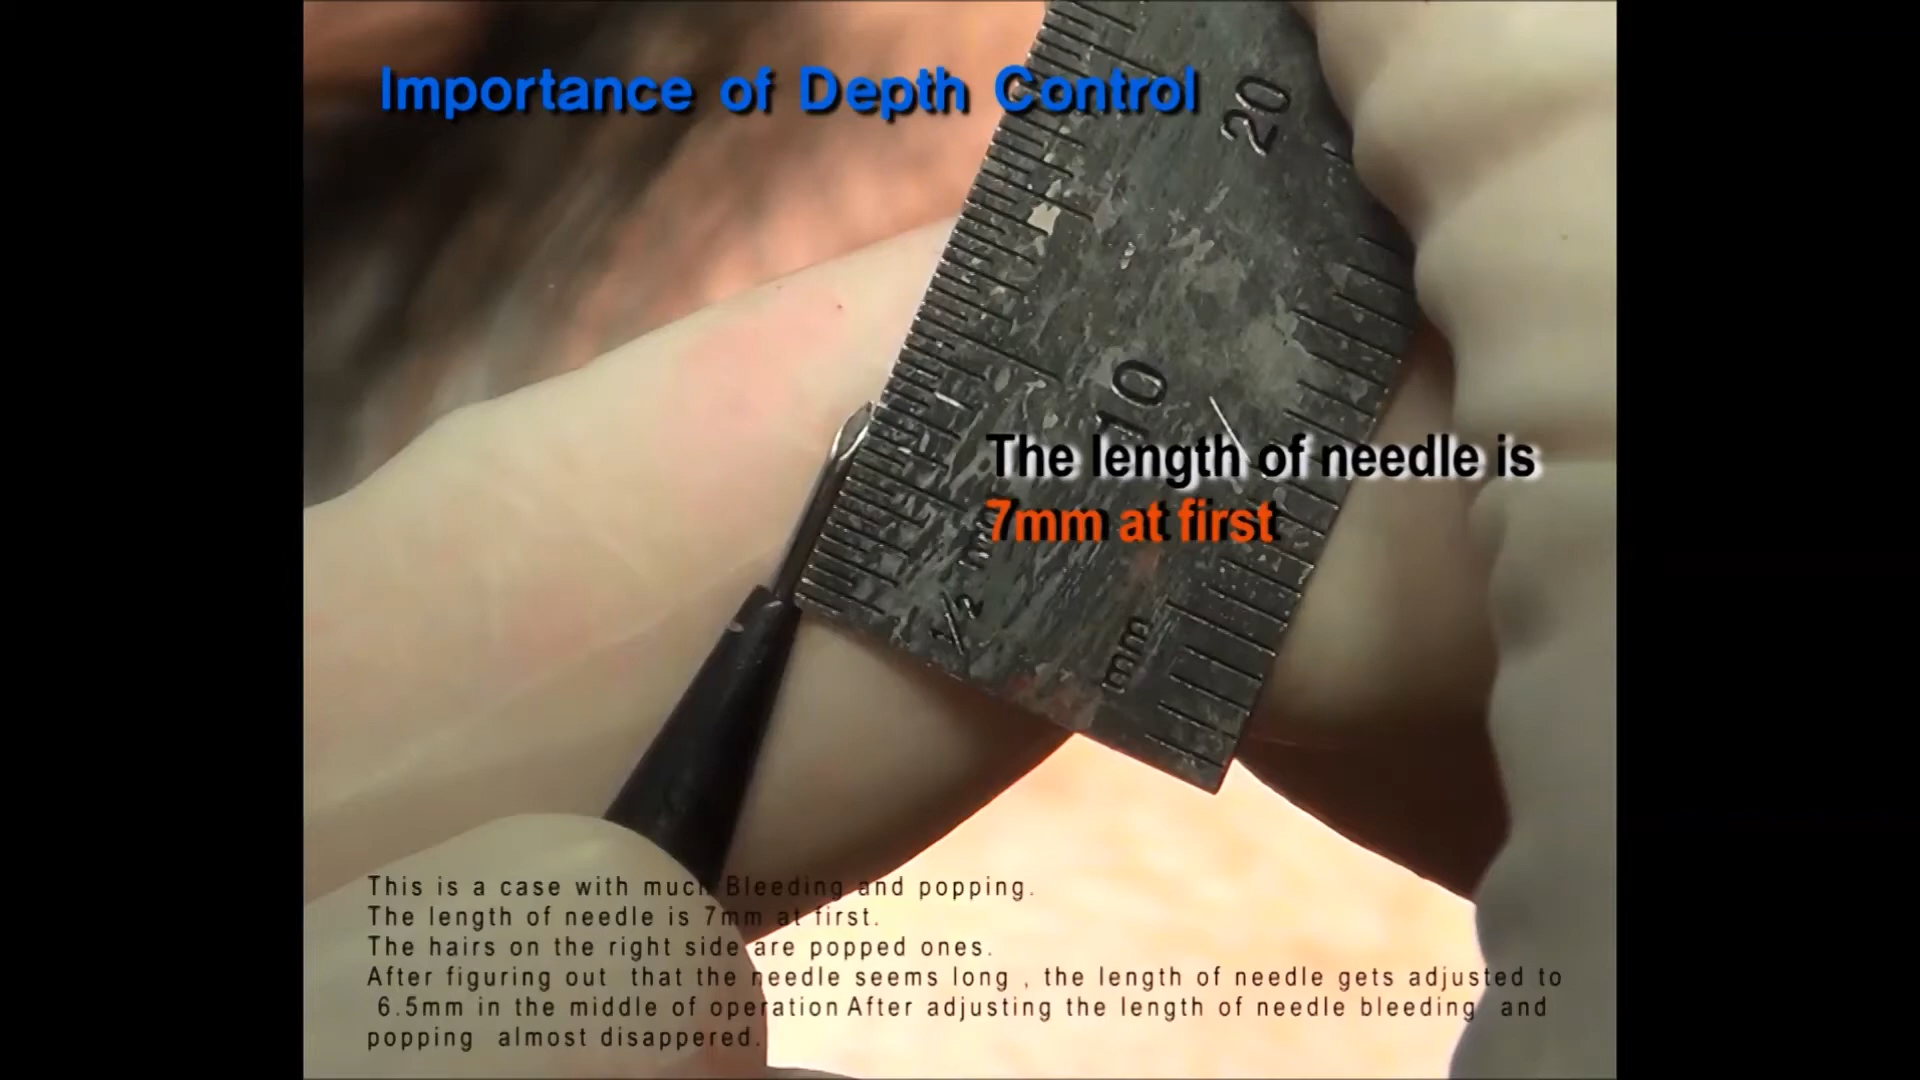 Importance of Depth Control
20
10
The length of needle is
7mm at first
1/2 mm
mm
This is a case with much Bleeding and popping.
The length of needle is 7mm at first.
The hairs on the right side are popped ones.
After figuring out that the needle seems long , the length of needle gets adjusted to
6.5mm in the middle of operation After adjusting the length of needle bleeding and
popping almost disappered.